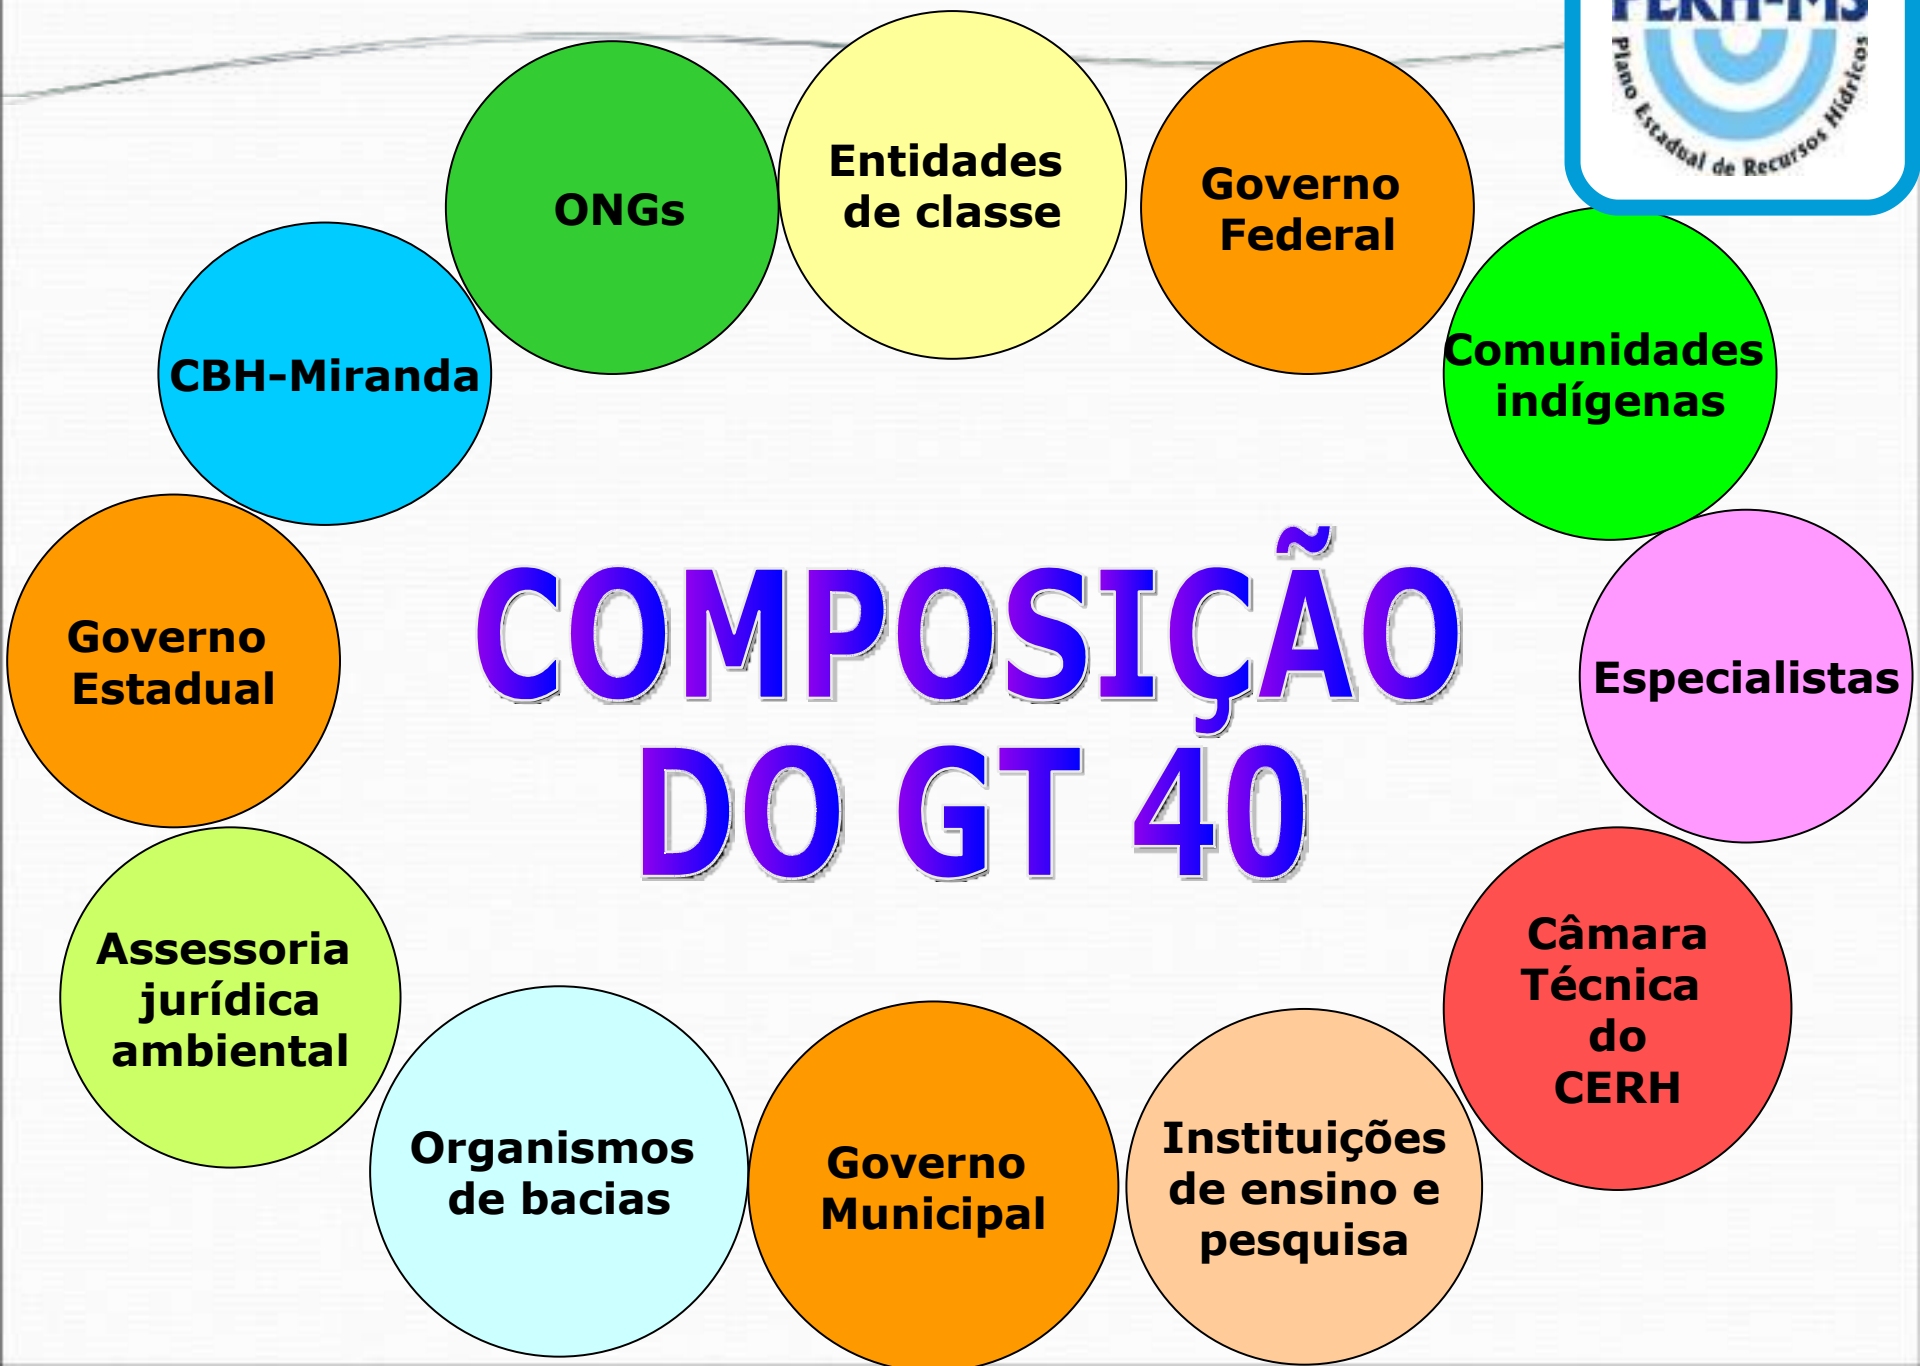 PERH-MS
Plano Estadual de Recursos Hídricos
ONGs
Entidades
de classe
Governo
Federal
Comunidades
indígenas
CBH-Miranda
Governo
Estadual
COMPOSIÇÃO
DO GT 40
Especialistas
Assessoria
jurídica
ambiental
Câmara
Técnica
do
CERH
Organismos
de bacias
Governo
Municipal
Instituições
de ensino e
pesquisa